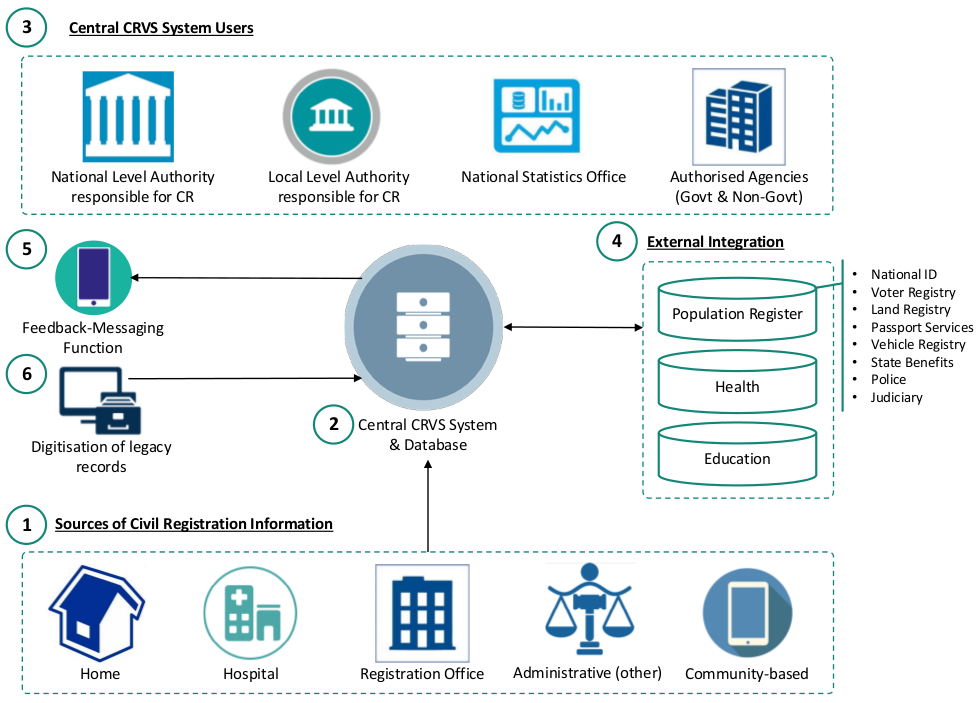 3
Central CRVS System Users
National Level Authority
responsible for CR
Local Level Authority
responsible for CR
National Statistics Office
Authorised Agencies
(Govt & Non-Govt)
5
Feedback-Messaging
Function
6
Digitisation of legacy
records
2
Central CRVS System
& Database
4
External Integration
Population Register
Health
Education
• National ID
• Voter Registry
• Land Registry
• Passport Services
• Vehicle Registry
• State Benefits
• Police
• Judiciary
1
Sources of Civil Registration Information
Home
Hospital
Registration Office
Administrative (other)
Community-based